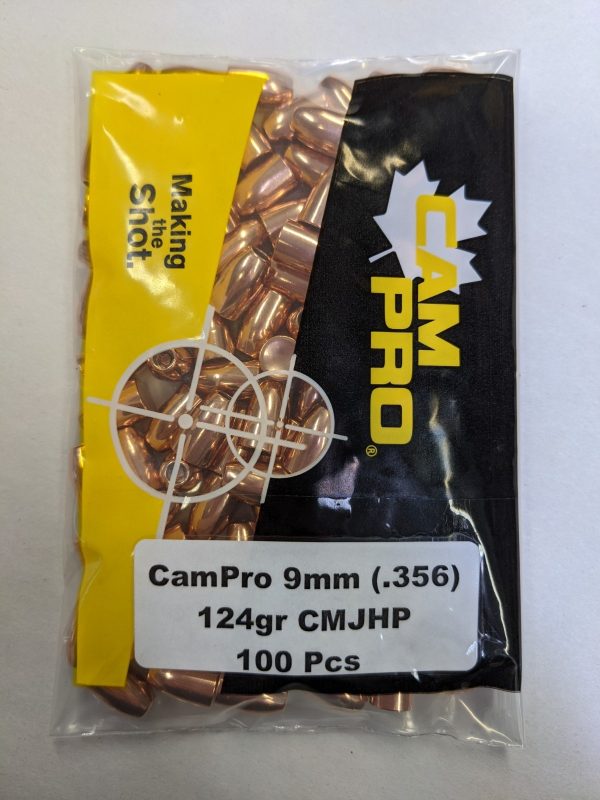 Making
the
Shot.
CAM
PRO®
CamPro 9mm (.356)
124gr CMJHP
100 Pcs